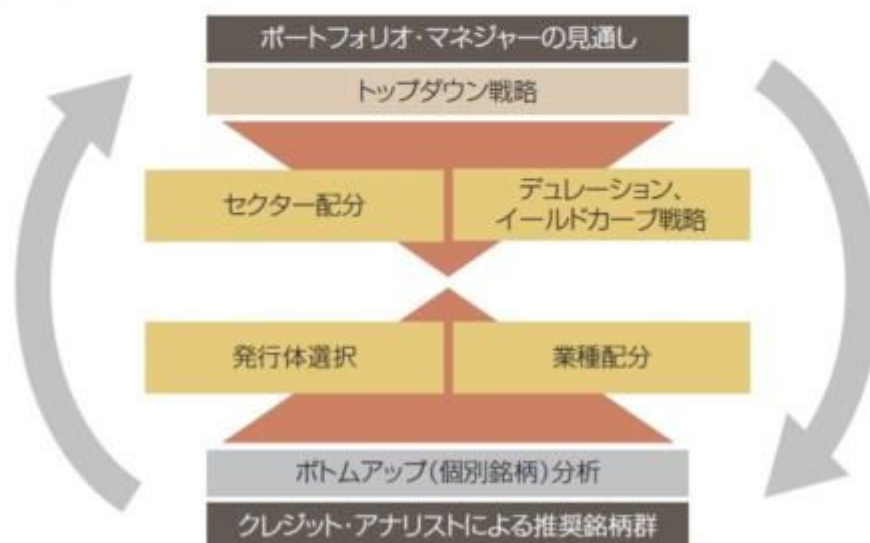 ポートフォリオ・マネジャーの見通し
トップダウン戦略
セクター配分
デュレーション、
イールドカーブ戦略
発行体選択
業種配分
ボトムアップ(個別銘柄)分析
クレジット・アナリストによる推奨銘柄群